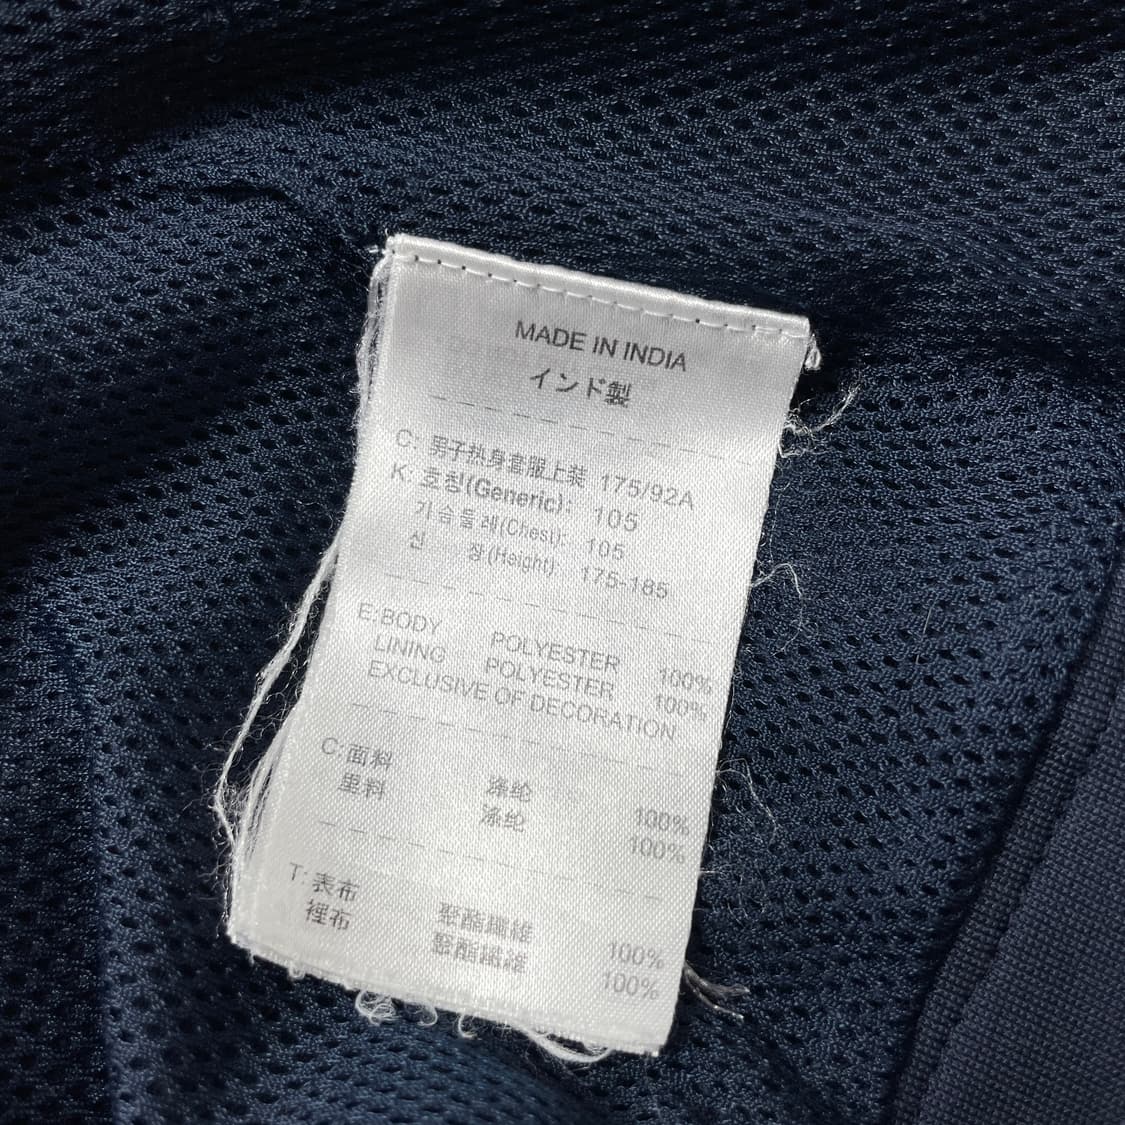 MADE IN INDIA
インド製
C: 男子热身套服上装 175/92A
K: 호칭(Generic): 105
가슴둘레(Chest): 105
신 장(Height) 175-185
E: BODY POLYESTER 100%
LINING POLYESTER 100%
EXCLUSIVE OF DECORATION
C: 面料 涤纶 100%
里料 涤纶 100%
T: 表布 聚酯纖維 100%
裡布 聚酯纖維 100%